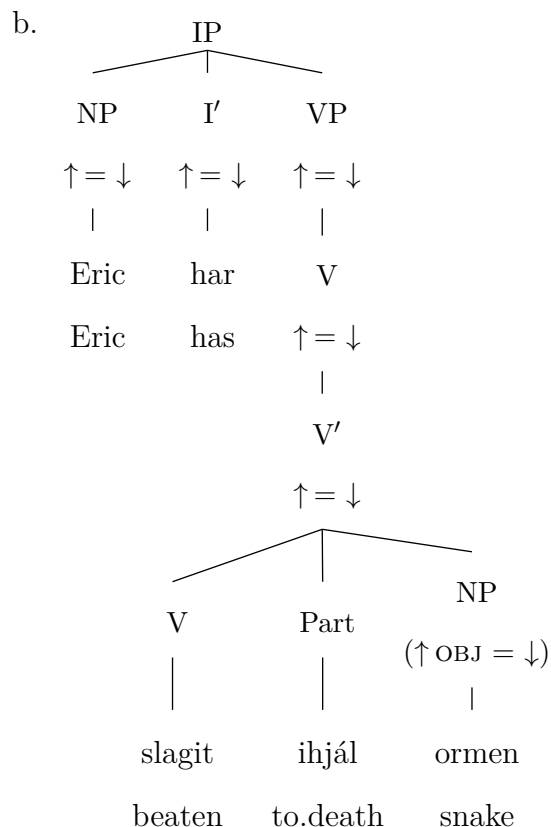 b.
IP
NP I′ VP
↑ = ↓ ↑ = ↓ ↑ = ↓
Eric har V
Eric has ↑ = ↓
V′
↑ = ↓
V Part NP
(↑ OBJ = ↓)
slagit ihjál ormen
beaten to.death snake